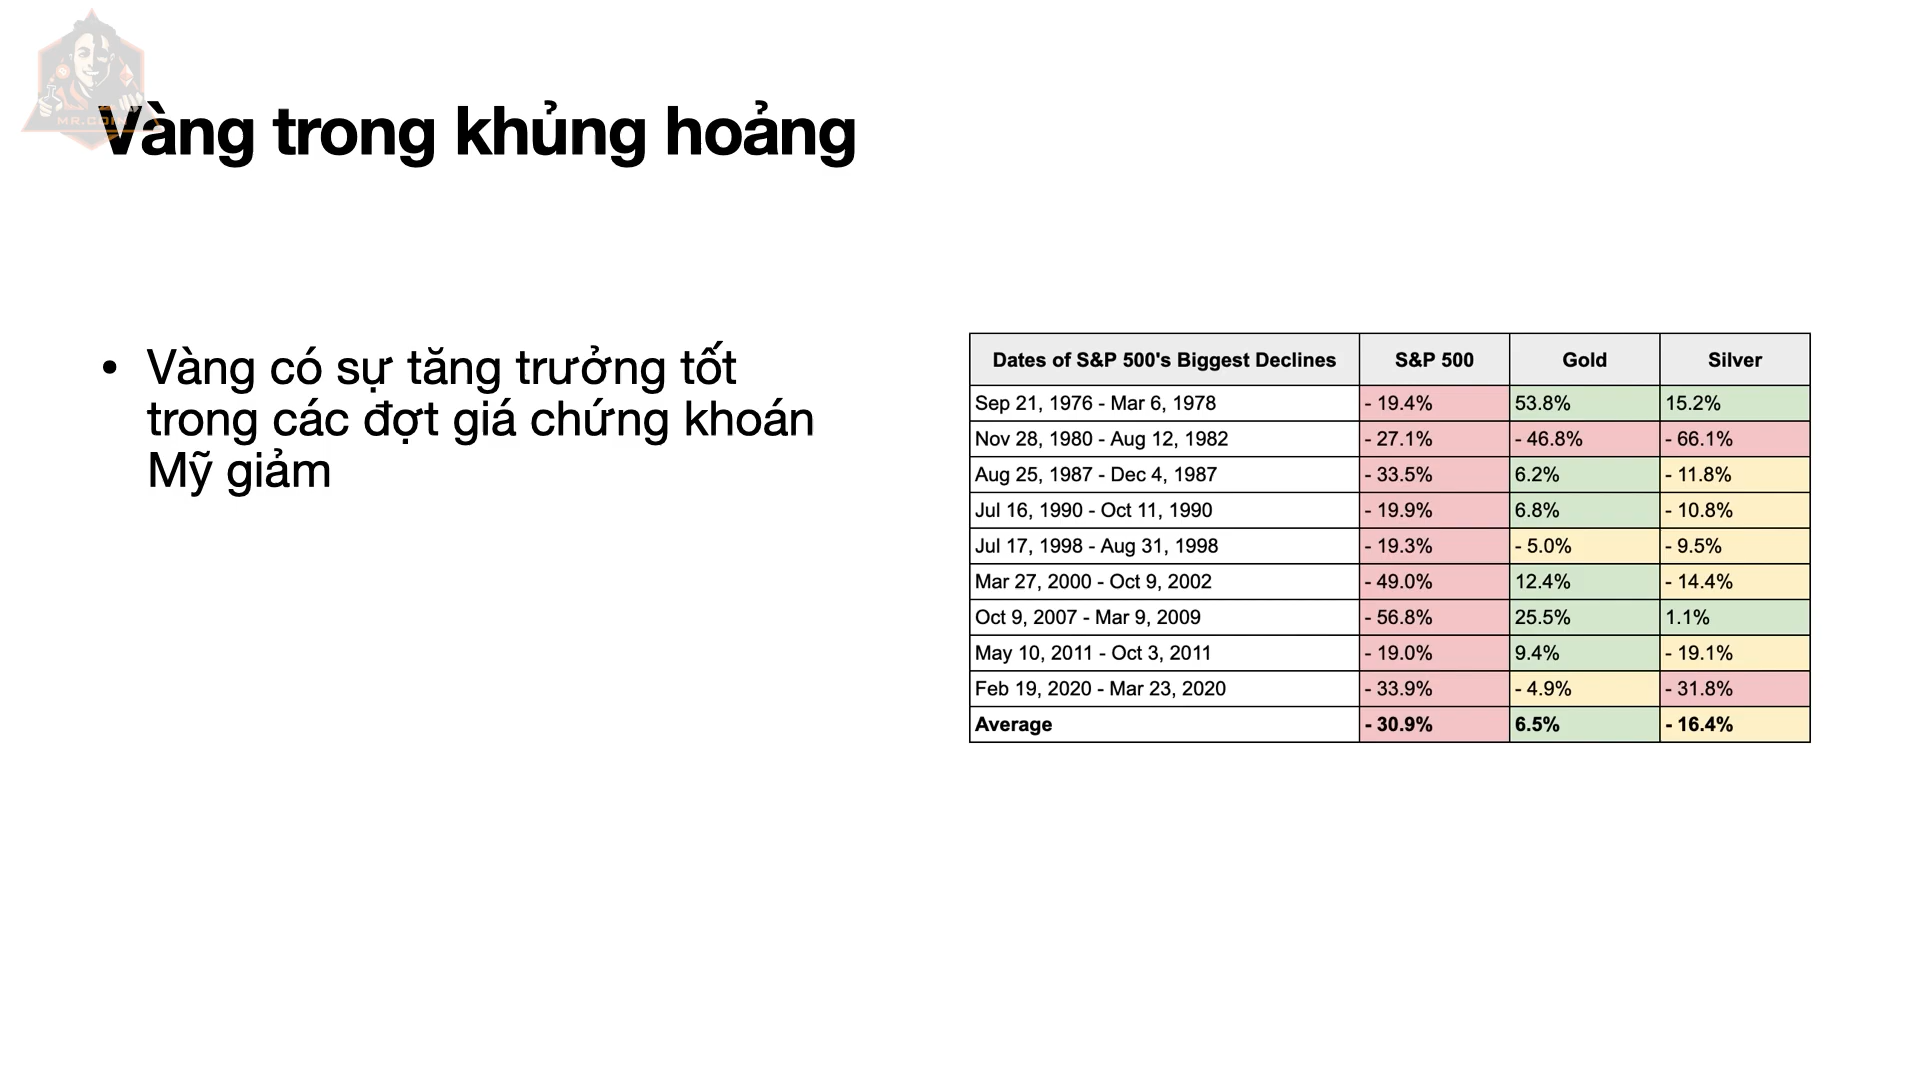 MR.COIN
Vàng trong khủng hoảng
• Vàng có sự tăng trưởng tốt
trong các đợt giá chứng khoán
Mỹ giảm
Dates of S&P 500's Biggest Declines S&P 500 Gold Silver
Sep 21, 1976 - Mar 6, 1978 - 19.4% 53.8% 15.2%
Nov 28, 1980 - Aug 12, 1982 - 27.1% - 46.8% - 66.1%
Aug 25, 1987 - Dec 4, 1987 - 33.5% 6.2% - 11.8%
Jul 16, 1990 - Oct 11, 1990 - 19.9% 6.8% - 10.8%
Jul 17, 1998 - Aug 31, 1998 - 19.3% - 5.0% - 9.5%
Mar 27, 2000 - Oct 9, 2002 - 49.0% 12.4% - 14.4%
Oct 9, 2007 - Mar 9, 2009 - 56.8% 25.5% 1.1%
May 10, 2011 - Oct 3, 2011 - 19.0% 9.4% - 19.1%
Feb 19, 2020 - Mar 23, 2020 - 33.9% - 4.9% - 31.8%
Average - 30.9% 6.5% - 16.4%